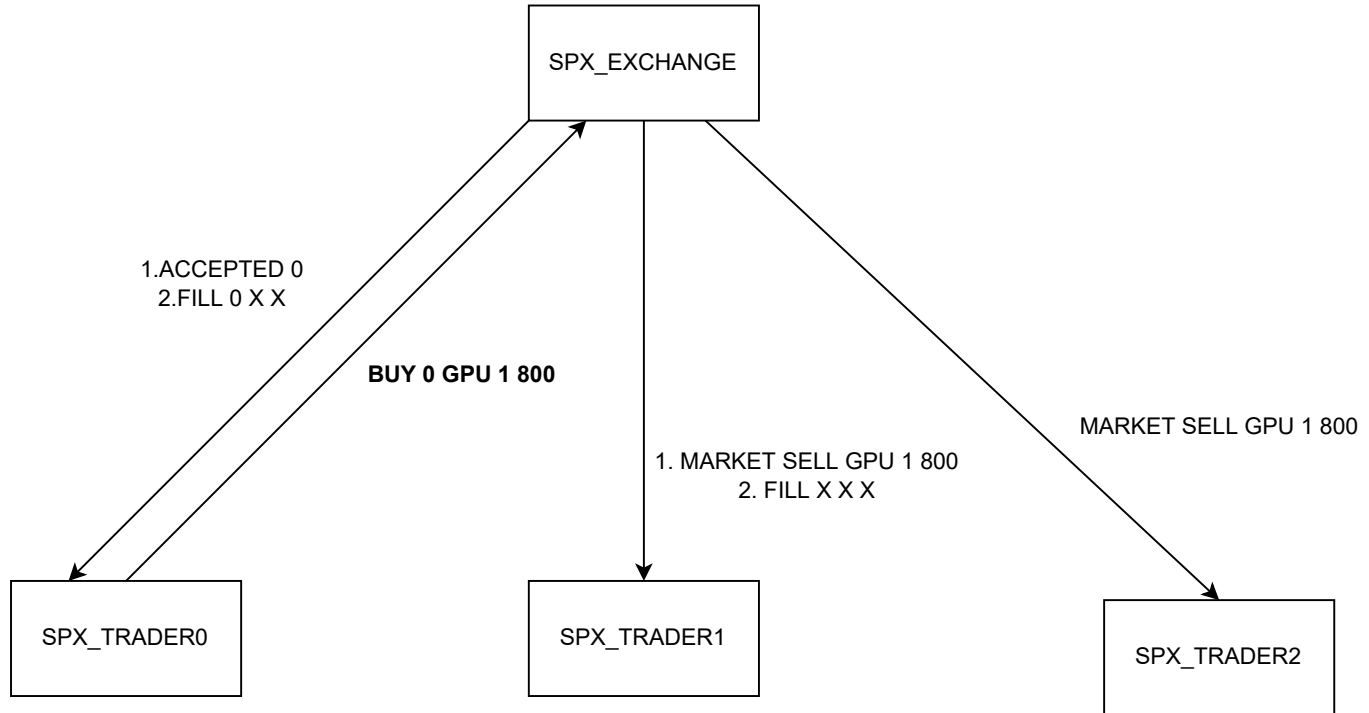 SPX_EXCHANGE
1.ACCEPTED 0
2.FILL 0 X X
BUY 0 GPU 1 800
MARKET SELL GPU 1 800
1. MARKET SELL GPU 1 800
2. FILL X X X
SPX_TRADER0
SPX_TRADER1
SPX_TRADER2